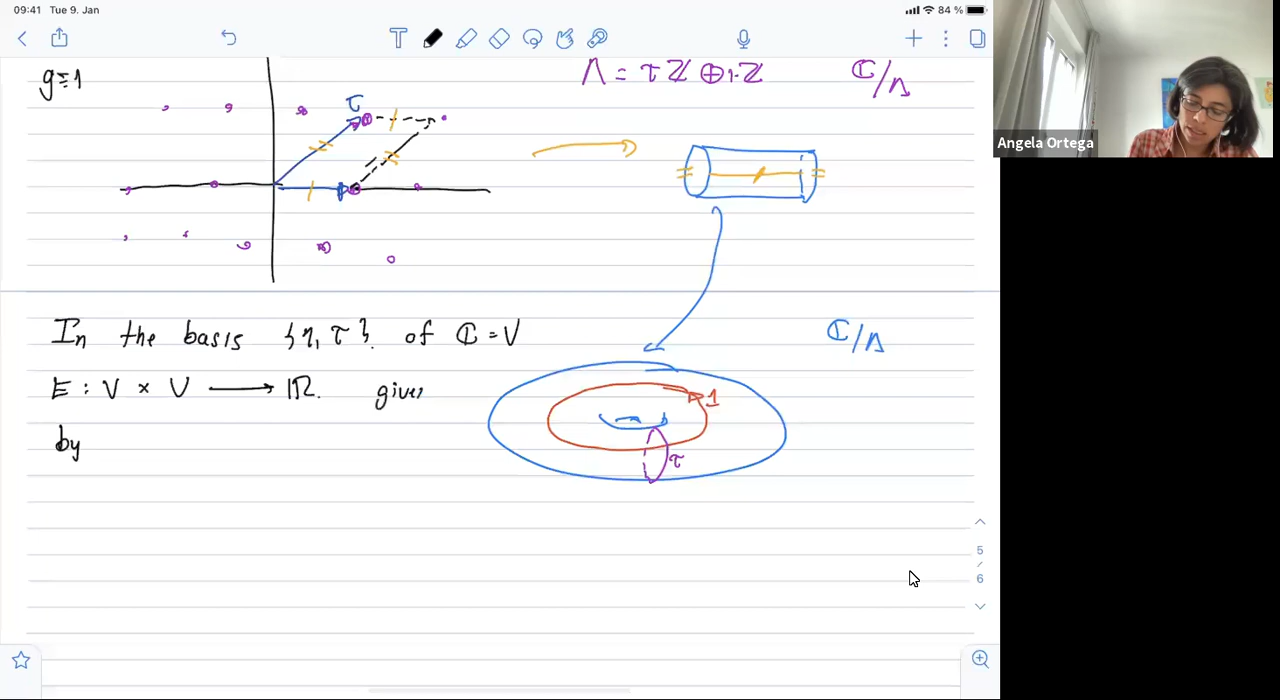 09:41 Tue 9. Jan
84 %
T
g=1
Λ = τℤ ⊕ 1·ℤ
ℂ/Λ
τ
Angela Ortega
In the basis {1, τ} of ℂ = V
ℂ/Λ
E : V × V ⟶ ℝ given
1
by
τ
5
/
6